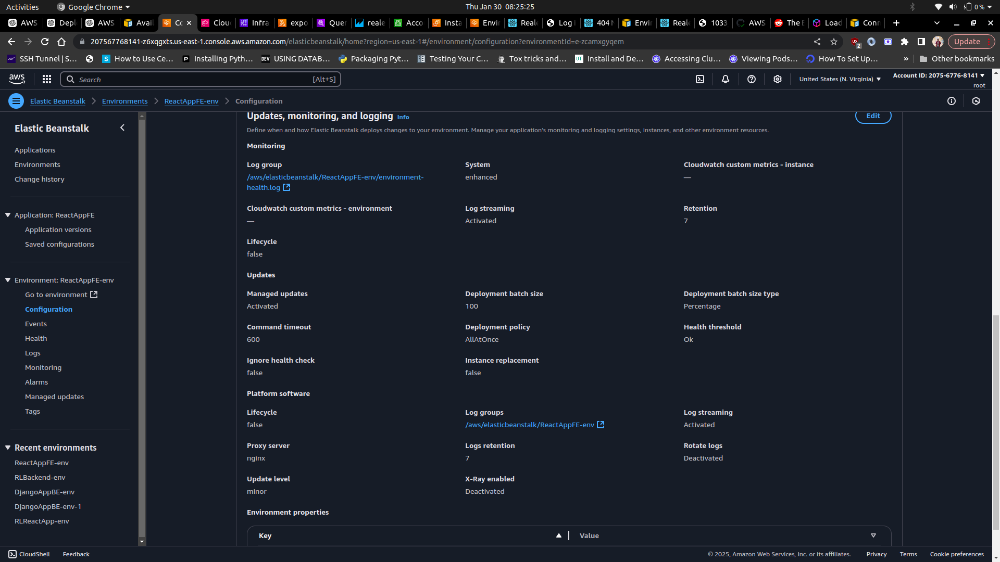 Activities
Google Chrome
Thu Jan 30 08:25:25
0 %
AWS
Depl
AWS
Avail
Co
Clou
Infra
expo
Quer
reale
Acco
Insta
Envi
Reale
Log i
404 N
Envir
Reale
1033
AWS
The E
Load
Conn
207567768141-z6xqgxts.us-east-1.console.aws.amazon.com/elasticbeanstalk/home?region=us-east-1#/environment/configuration?environmentId=e-zcamxgyqem
2
Update
SSH Tunnel | S...
How to Use Ce...
Installing Pyth...
DEV
USING DATAB...
Packaging Pyt...
Testing Your C...
Tox tricks and...
UT
Install and De...
Accessing Clu...
Viewing Pods...
How To Set Up...
»
Other bookmarks
aws
Search
[Alt+S]
United States (N. Virginia)
Account ID: 2075-6776-8141
root
Elastic Beanstalk
Environments
ReactAppFE-env
Configuration
Elastic Beanstalk
Applications
Environments
Change history
Application: ReactAppFE
Application versions
Saved configurations
Environment: ReactAppFE-env
Go to environment
Configuration
Events
Health
Logs
Monitoring
Alarms
Managed updates
Tags
Recent environments
ReactAppFE-env
RLBackend-env
DjangoAppBE-env
DjangoAppBE-env-1
RLReactApp-env
Updates, monitoring, and logging Info
Edit
Define when and how Elastic Beanstalk deploys changes to your environment. Manage your application's monitoring and logging settings, instances, and other environment resources.
Monitoring
Log group
/aws/elasticbeanstalk/ReactAppFE-env/environment-
health.log
System
enhanced
Cloudwatch custom metrics - instance
—
Cloudwatch custom metrics - environment
—
Log streaming
Activated
Retention
7
Lifecycle
false
Updates
Managed updates
Activated
Deployment batch size
100
Deployment batch size type
Percentage
Command timeout
600
Deployment policy
AllAtOnce
Health threshold
Ok
Ignore health check
false
Instance replacement
false
Platform software
Lifecycle
false
Log groups
/aws/elasticbeanstalk/ReactAppFE-env
Log streaming
Activated
Proxy server
nginx
Logs retention
7
Rotate logs
Deactivated
Update level
minor
X-Ray enabled
Deactivated
Environment properties
Key
Value
CloudShell
Feedback
© 2025, Amazon Web Services, Inc. or its affiliates.
Privacy
Terms
Cookie preferences